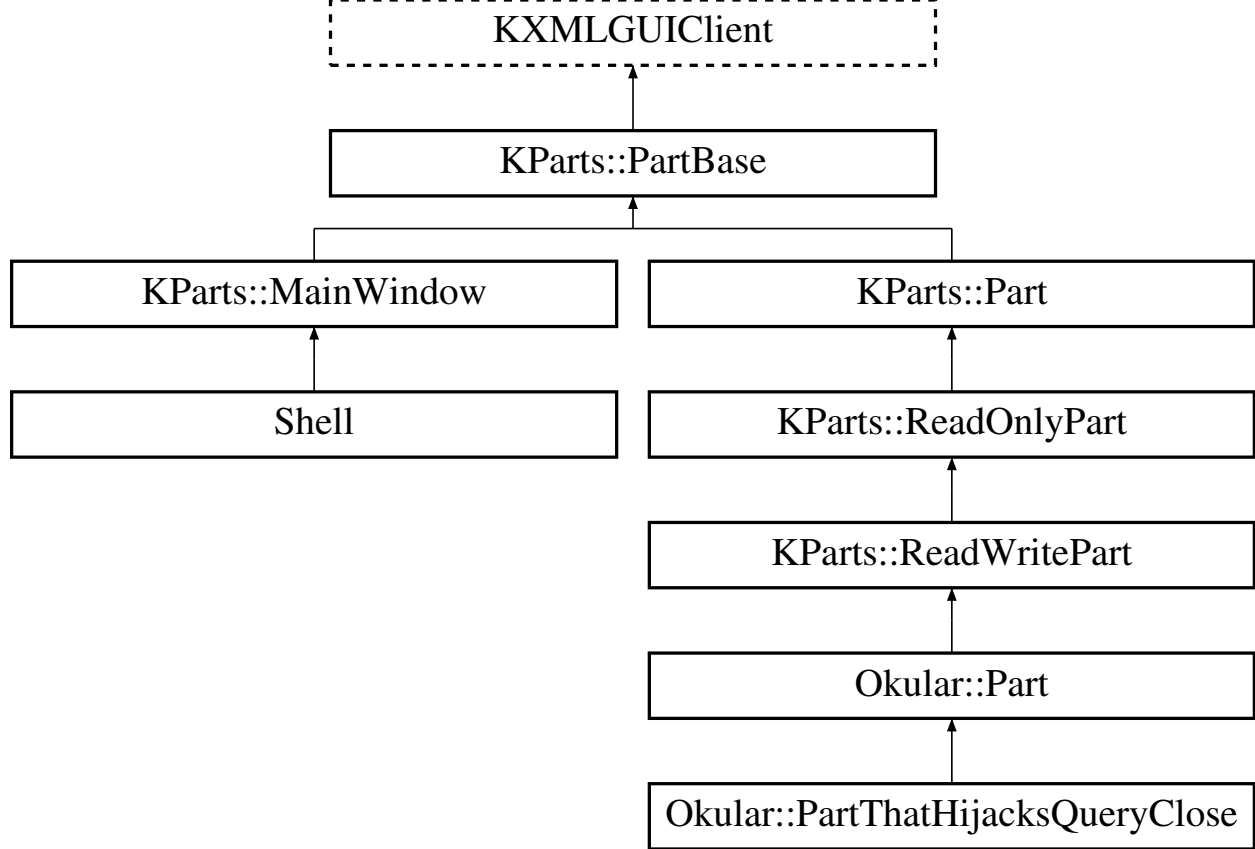 KXMLGUIClient
KParts::PartBase
KParts::MainWindow
KParts::Part
Shell
KParts::ReadOnlyPart
KParts::ReadWritePart
Okular::Part
Okular::PartThatHijacksQueryClose